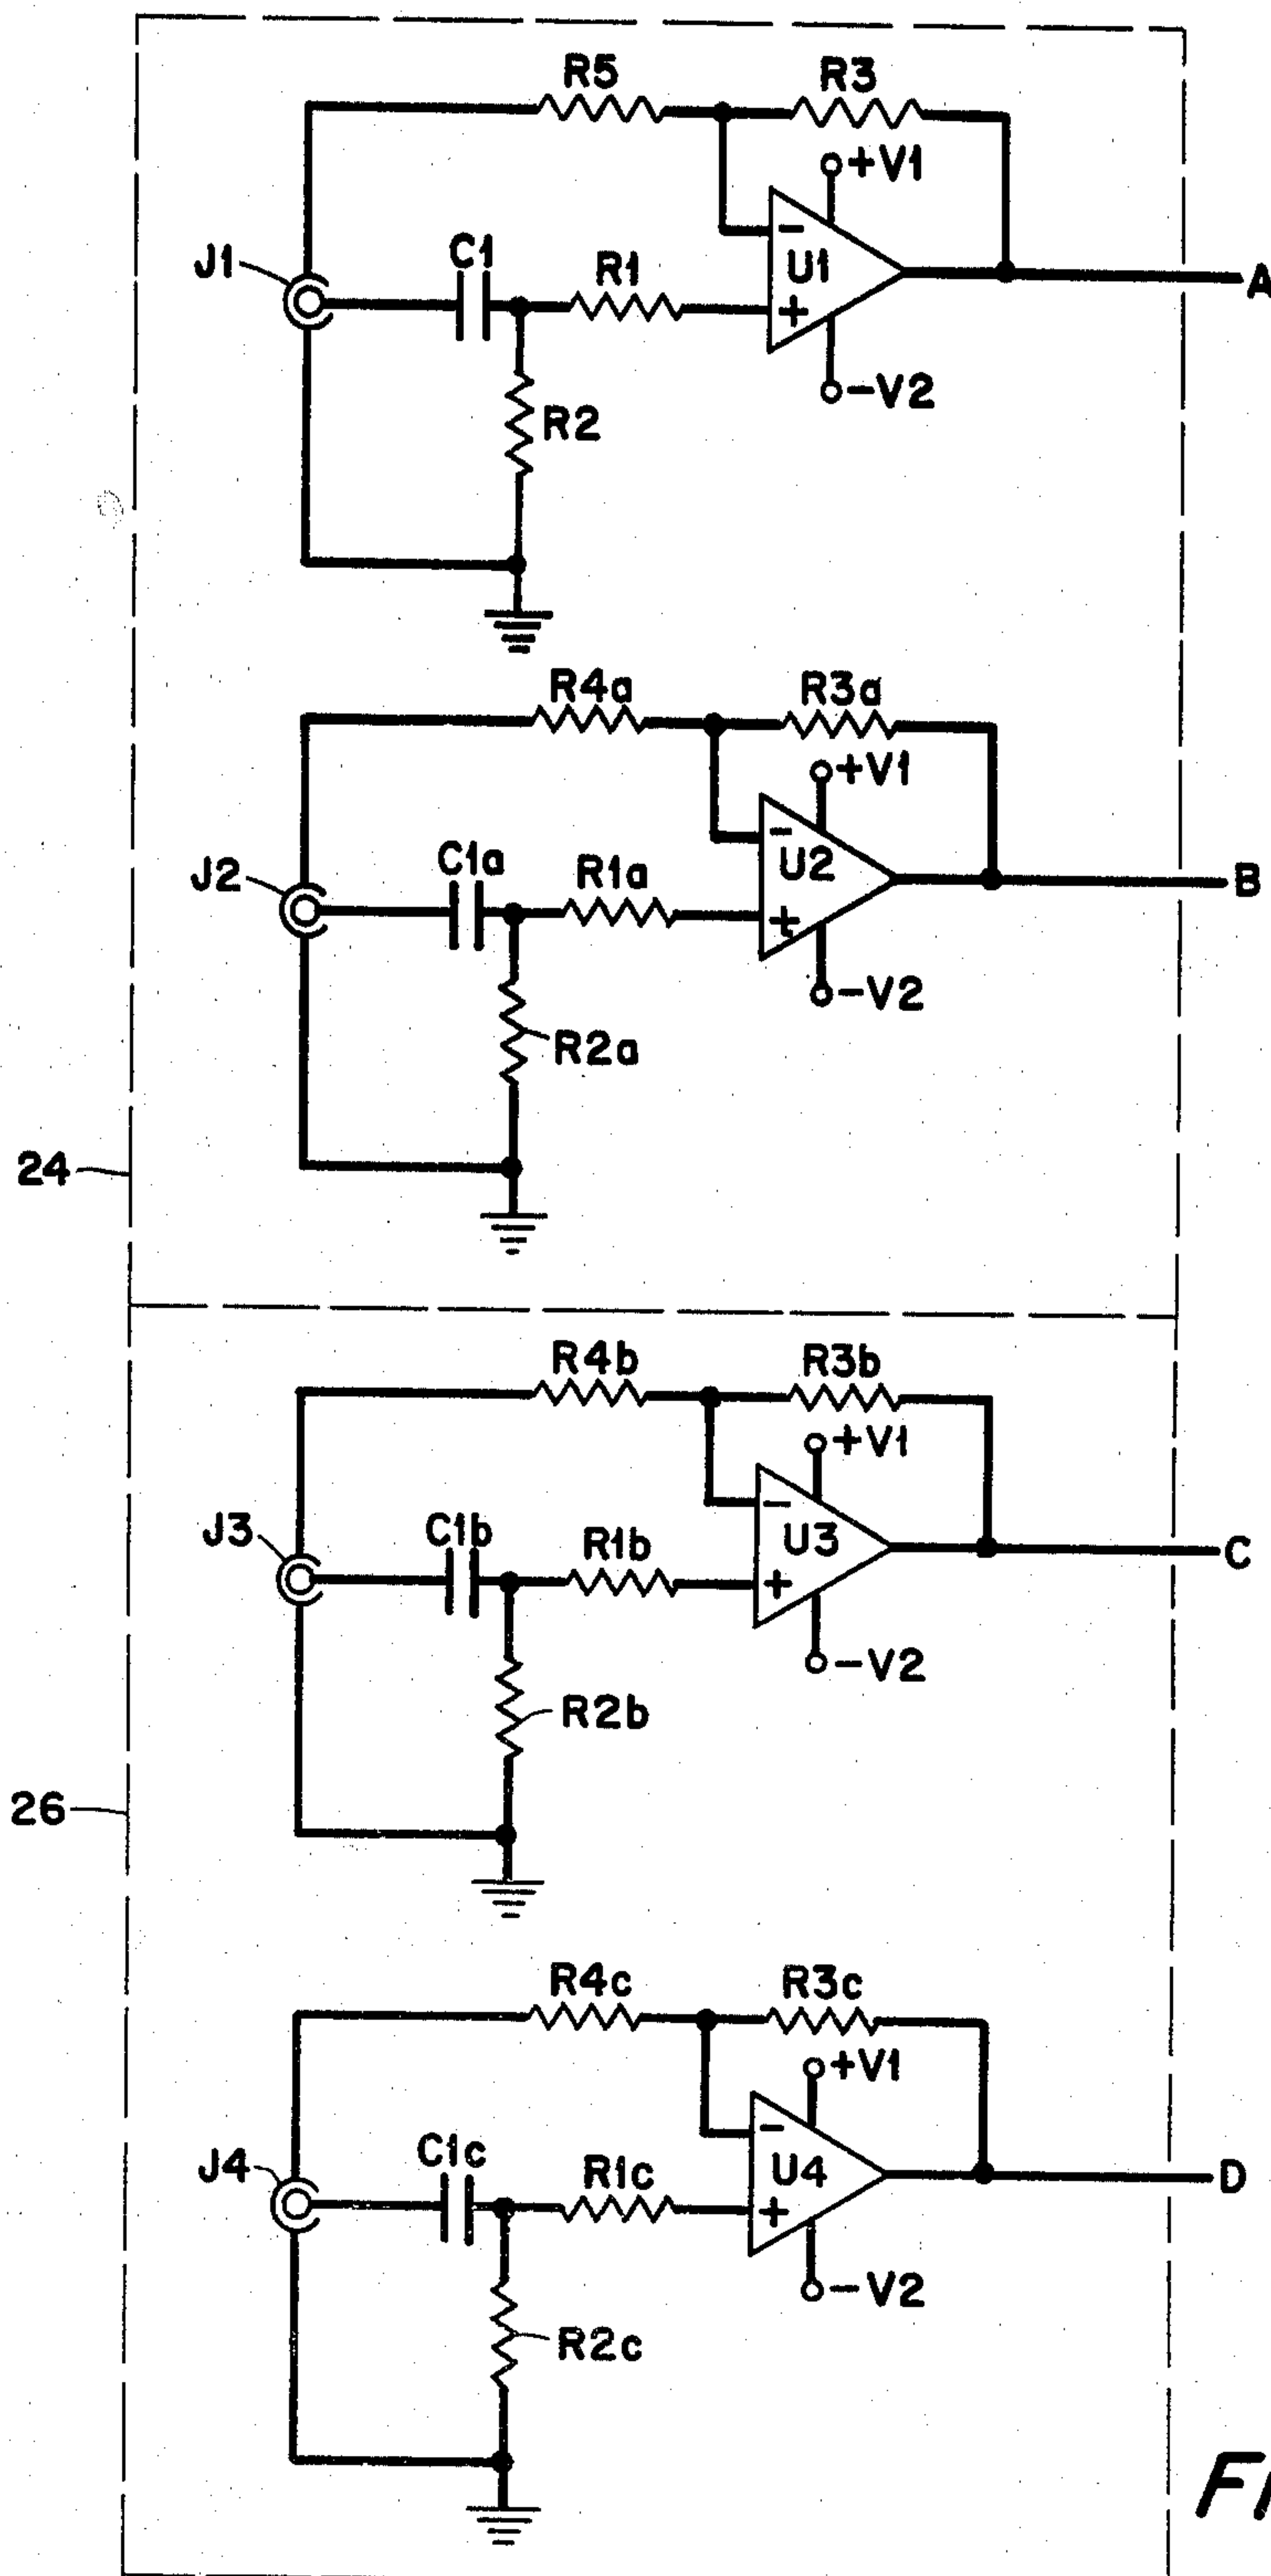 R5 R3
+V1
J1 C1 R1 - U1 + A
-V2
R2
R4a R3a
+V1
J2 C1a R1a - U2 + B
-V2
R2a
24
R4b R3b
+V1
J3 C1b R1b - U3 + C
-V2
R2b
26
R4c R3c
+V1
J4 C1c R1c - U4 + D
-V2
R2c